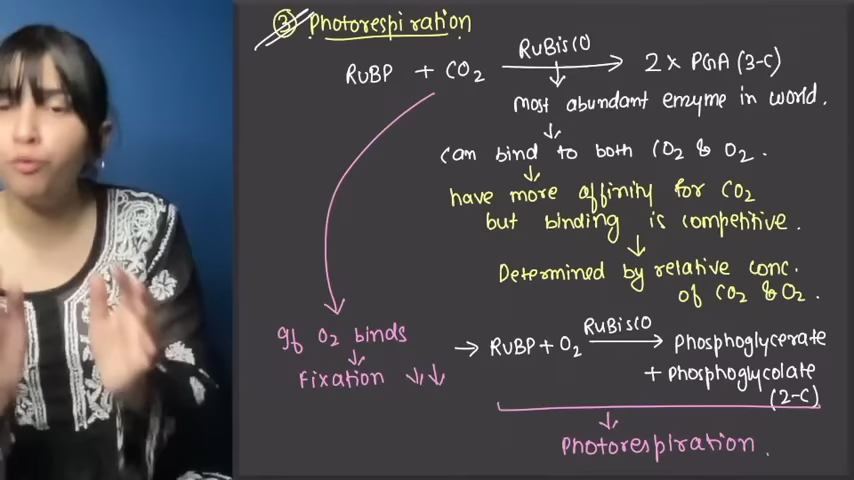 ③ Photorespiration
RuBP + CO2 RuBisCO → 2 x PGA (3-C)
↓
most abundant enzyme in world.
↓
can bind to both CO2 & O2.
↓
have more affinity for CO2
but binding is competitive.
↓
Determined by relative conc.
of CO2 & O2.
If O2 binds
↓
Fixation ↓↓
→ RuBP + O2 RuBisCO → Phosphoglycerate
+ Phosphoglycolate
(2-C)
↓
Photorespiration.